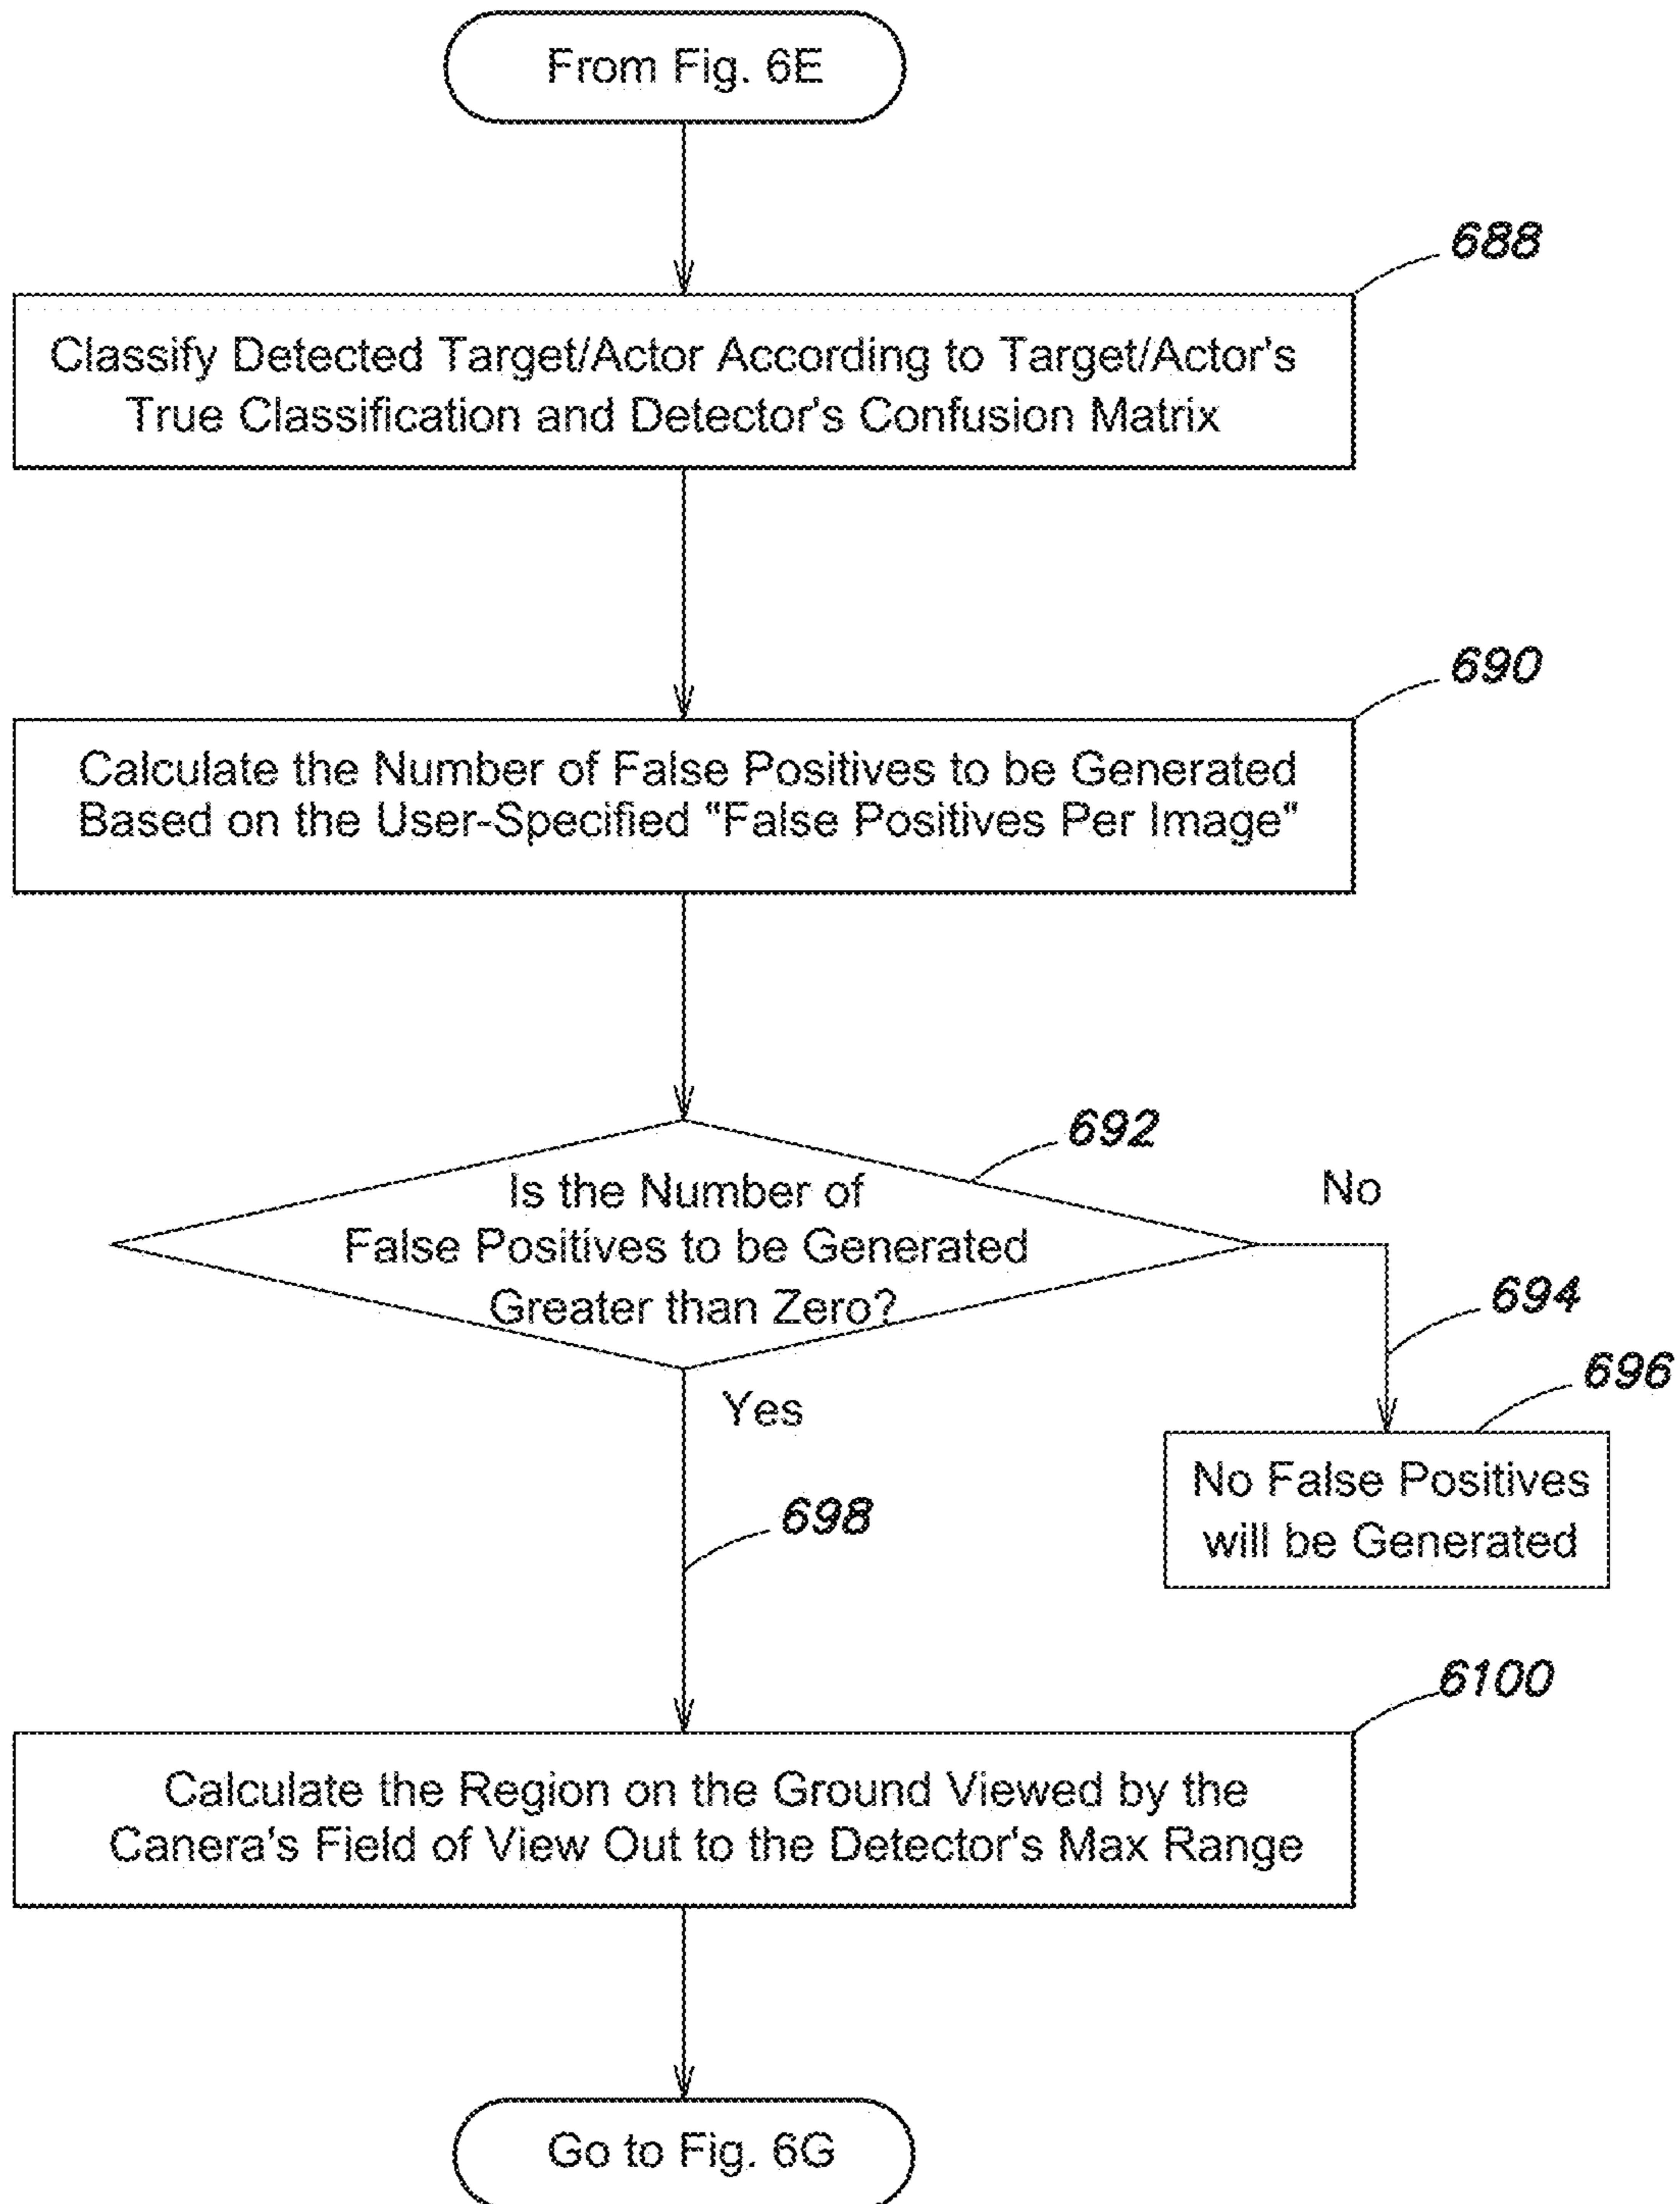 From Fig. 6E
688
Classify Detected Target/Actor According to Target/Actor's
True Classification and Detector's Confusion Matrix
690
Calculate the Number of False Positives to be Generated
Based on the User-Specified "False Positives Per Image"
692
Is the Number of
False Positives to be Generated
Greater than Zero?
No
694
696
No False Positives
will be Generated
Yes
698
6100
Calculate the Region on the Ground Viewed by the
Canera's Field of View Out to the Detector's Max Range
Go to Fig. 6G